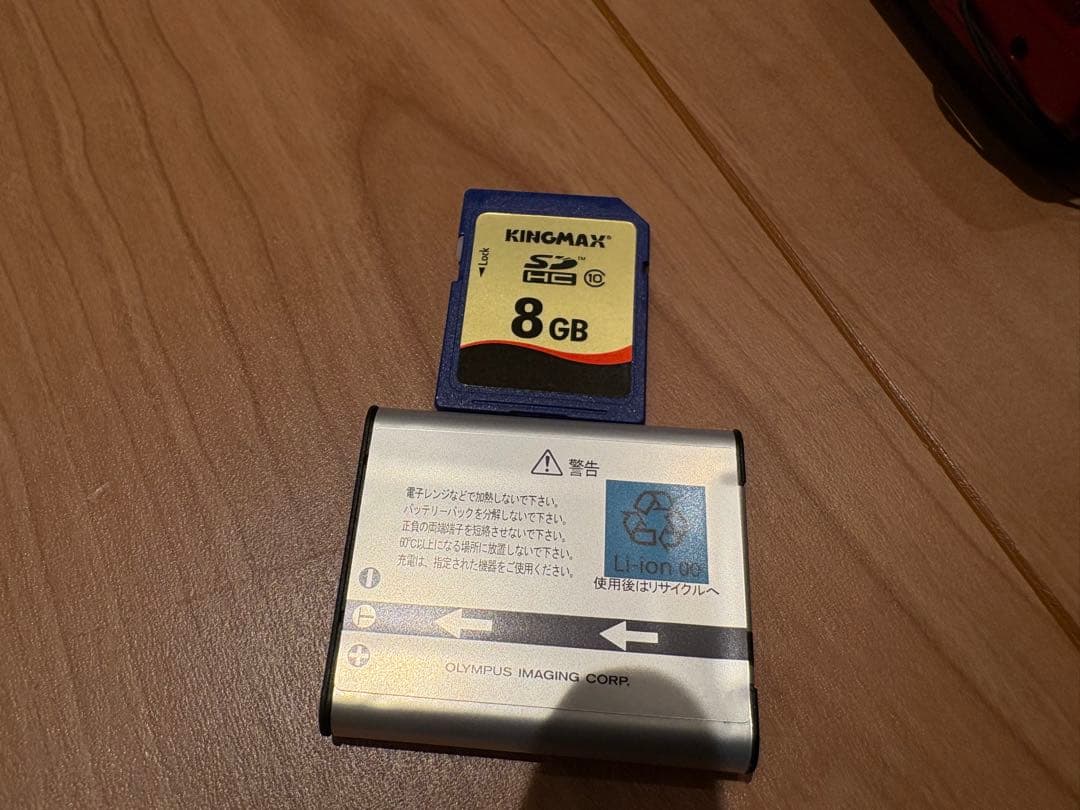 KINGMAX®
◀Lock
SD™
HC ⑩
8 GB
警告
電子レンジなどで加熱しないで下さい。
バッテリーパックを分解しないで下さい。
正負の両端端子を短絡させないで下さい。
60℃以上になる場所に放置しないで下さい。
充電は、指定された機器をご使用ください。
Li-ion 00
使用後はリサイクルへ
OLYMPUS IMAGING CORP.